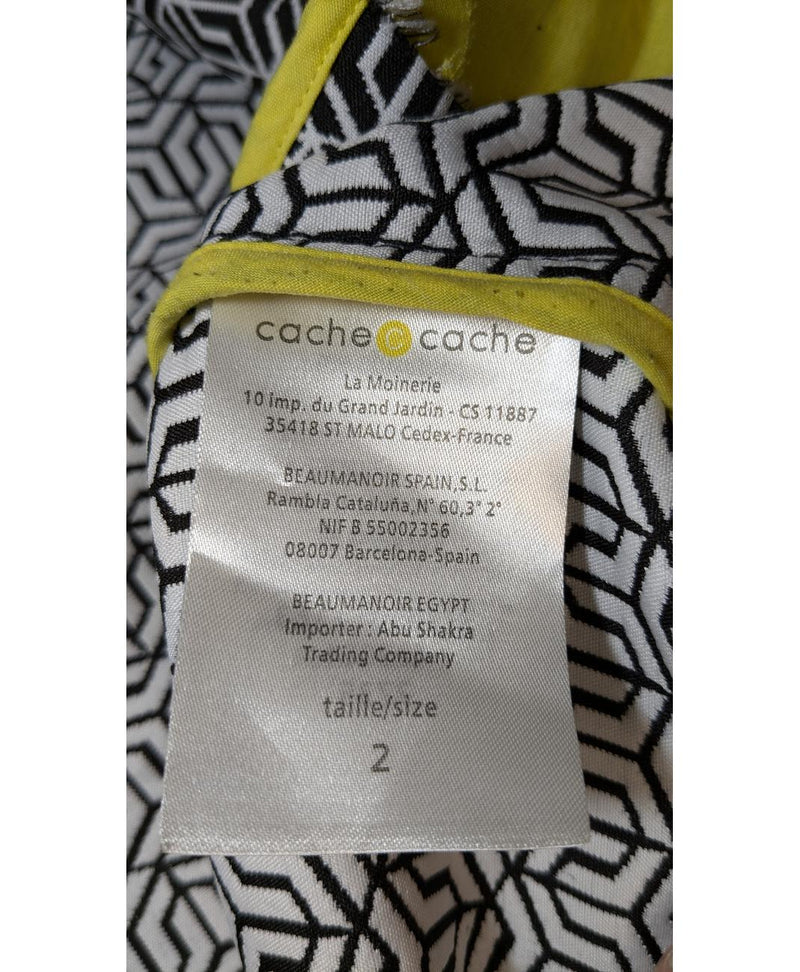 cache c cache
La Moinerie
10 imp. du Grand Jardin - CS 11887
35418 ST MALO Cedex-France
BEAUMANOIR SPAIN,S.L.
Rambla Cataluña,N° 60,3° 2°
NIF B 55002356
08007 Barcelona-Spain
BEAUMANOIR EGYPT
Importer : Abu Shakra
Trading Company
taille/size
2